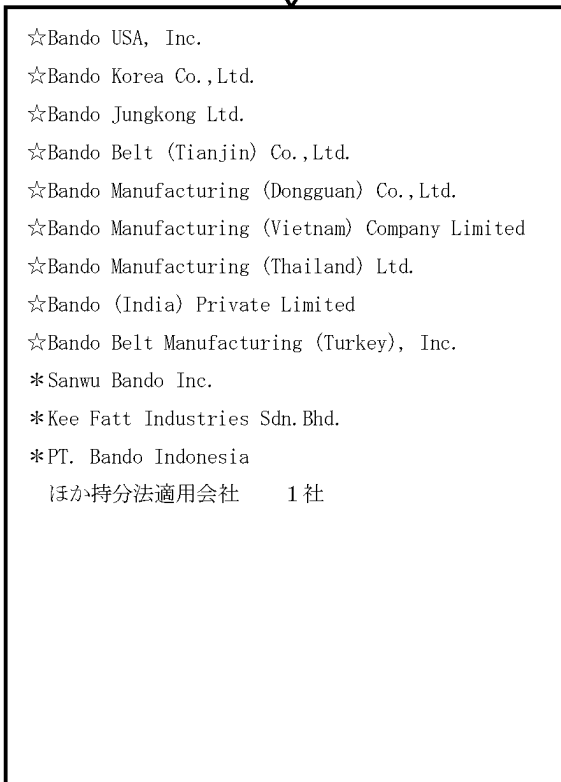 ☆Bando USA, Inc.
☆Bando Korea Co.,Ltd.
☆Bando Jungkong Ltd.
☆Bando Belt (Tianjin) Co.,Ltd.
☆Bando Manufacturing (Dongguan) Co.,Ltd.
☆Bando Manufacturing (Vietnam) Company Limited
☆Bando Manufacturing (Thailand) Ltd.
☆Bando (India) Private Limited
☆Bando Belt Manufacturing (Turkey), Inc.
＊Sanwu Bando Inc.
＊Kee Fatt Industries Sdn.Bhd.
＊PT. Bando Indonesia
ほか持分法適用会社　　１社